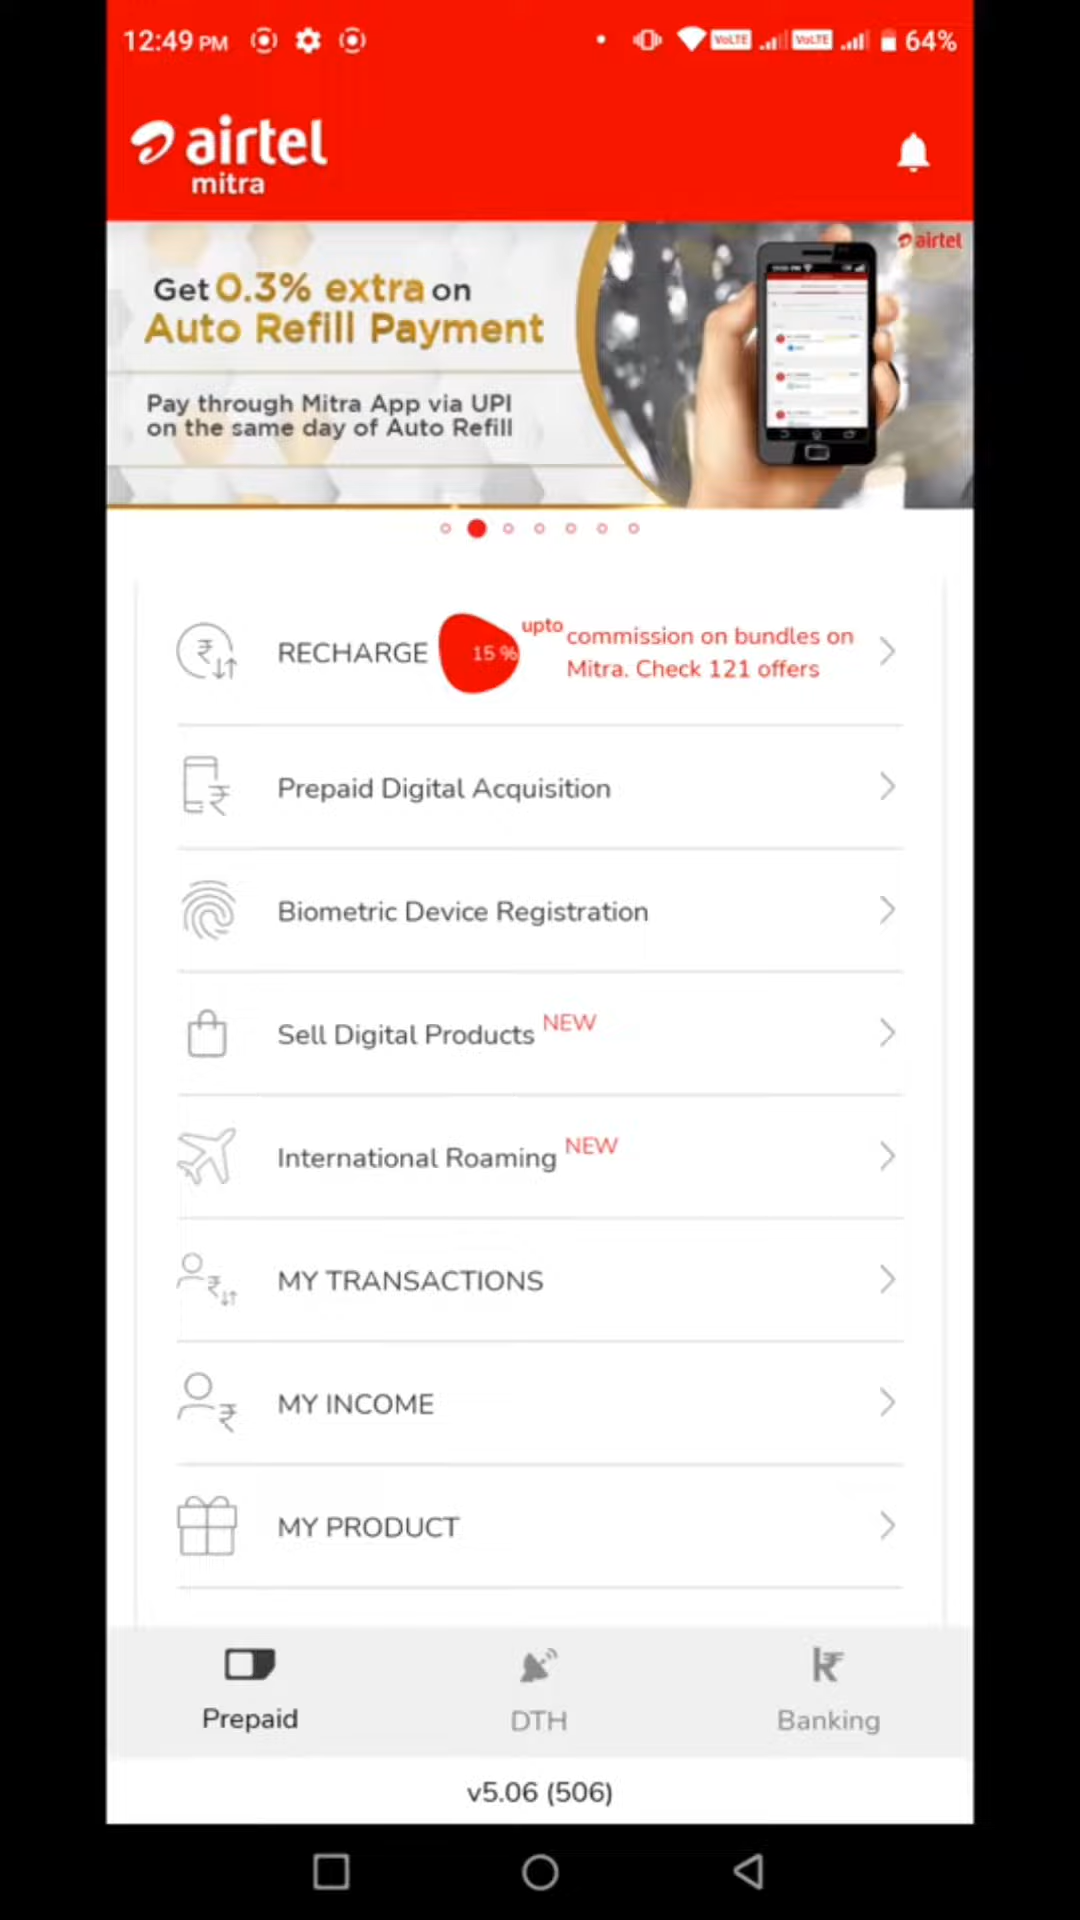 12:49 PM VoLTE VoLTE 64%
airtel
mitra
airtel
Get 0.3% extra on
Auto Refill Payment
Pay through Mitra App via UPI
on the same day of Auto Refill
RECHARGE 15 % upto commission on bundles on
Mitra. Check 121 offers
Prepaid Digital Acquisition
Biometric Device Registration
Sell Digital Products NEW
International Roaming NEW
MY TRANSACTIONS
MY INCOME
MY PRODUCT
Prepaid DTH Banking
v5.06 (506)